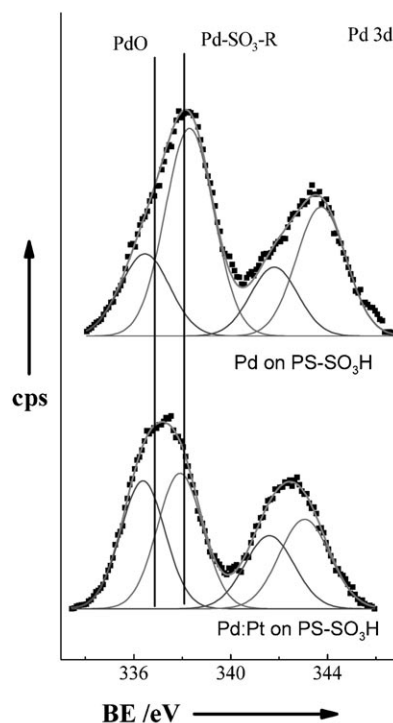 PdO Pd-SO₃-R Pd 3d
Pd on PS-SO₃H
cps
Pd:Pt on PS-SO₃H
336 340 344
BE /eV